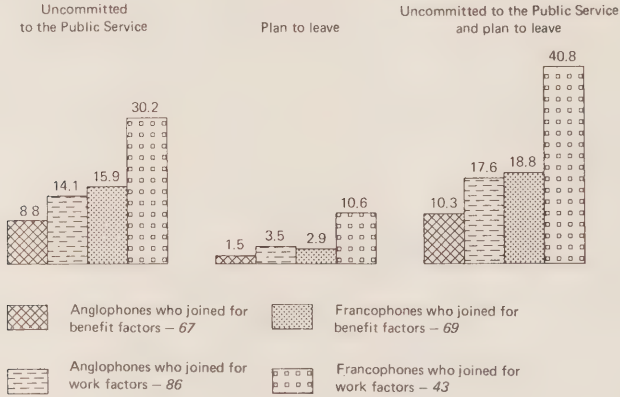 Uncommitted
to the Public Service
Plan to leave
Uncommitted to the Public Service
and plan to leave
8 8
14.1
15.9
30.2
1.5
3.5
2.9
10.6
10.3
17.6
18.8
40.8
Anglophones who joined for
benefit factors – 67
Francophones who joined for
benefit factors – 69
Anglophones who joined for
work factors – 86
Francophones who joined for
work factors – 43